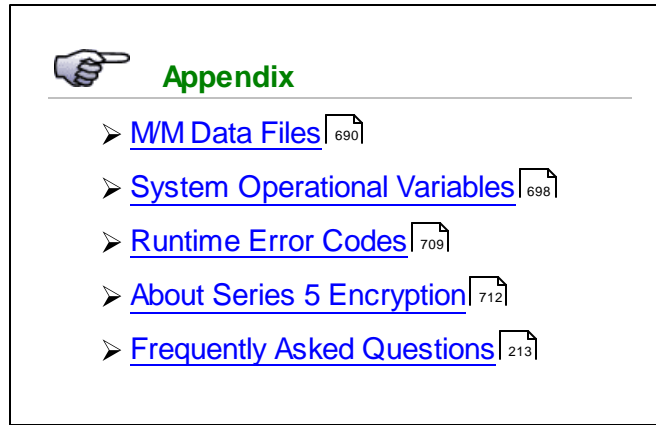 Appendix
➢ M/M Data Files 690
➢ System Operational Variables 698
➢ Runtime Error Codes 709
➢ About Series 5 Encryption 712
➢ Frequently Asked Questions 213